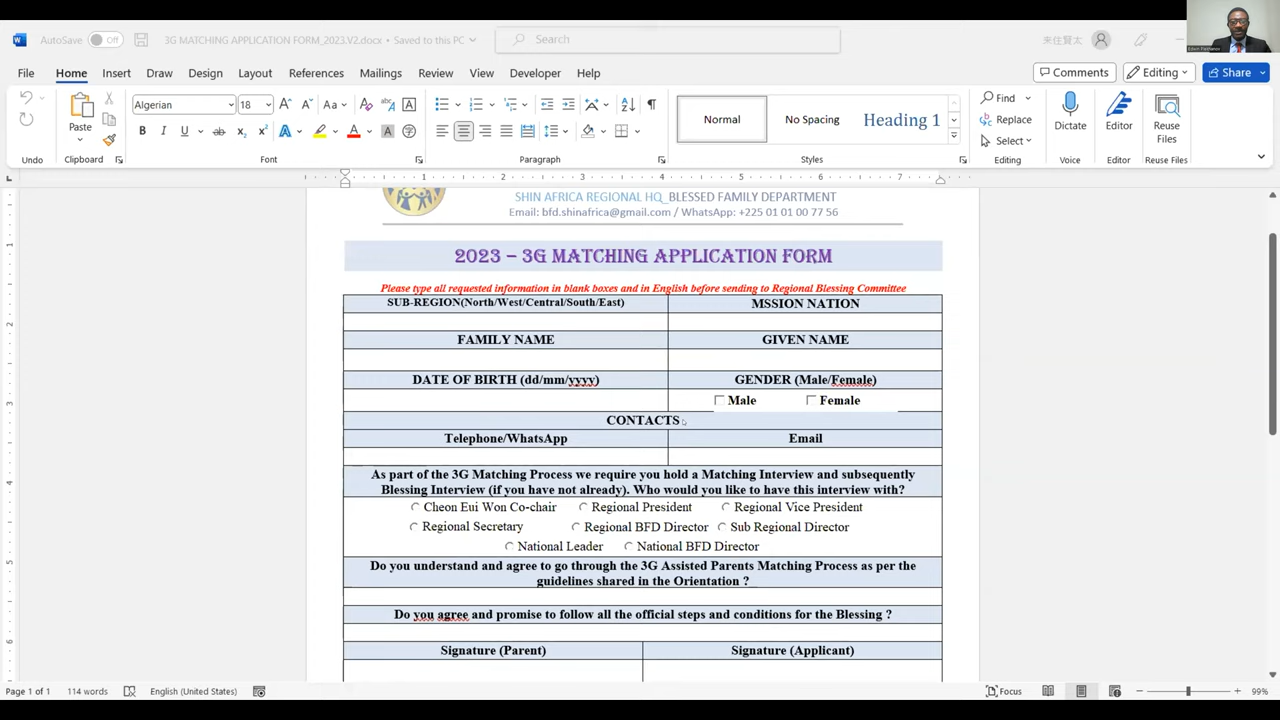 AutoSave Off 3G MATCHING APPLICATION FORM_2023.V2.docx • Saved to this PC Search 来住賢太
File Home Insert Draw Design Layout References Mailings Review View Developer Help Comments Editing Share
Algerian 18 Aa Normal No Spacing Heading 1 Find
Paste Replace Dictate Editor Reuse Files
Select
Undo Clipboard Font Paragraph Styles Editing Voice Editor Reuse Files
1 2 3 4 5 6 7
SHIN AFRICA REGIONAL HQ_BLESSED FAMILY DEPARTMENT
Email: bfd.shinafrica@gmail.com / WhatsApp: +225 01 01 00 77 56
2023 – 3G MATCHING APPLICATION FORM
Please type all requested information in blank boxes and in English before sending to Regional Blessing Committee
SUB-REGION(North/West/Central/South/East) MSSION NATION
FAMILY NAME GIVEN NAME
DATE OF BIRTH (dd/mm/yyyy) GENDER (Male/Female)
Male Female
CONTACTS
Telephone/WhatsApp Email
As part of the 3G Matching Process we require you hold a Matching Interview and subsequently
Blessing Interview (if you have not already). Who would you like to have this interview with?
Cheon Eui Won Co-chair Regional President Regional Vice President
Regional Secretary Regional BFD Director Sub Regional Director
National Leader National BFD Director
Do you understand and agree to go through the 3G Assisted Parents Matching Process as per the
guidelines shared in the Orientation ?
Do you agree and promise to follow all the official steps and conditions for the Blessing ?
Signature (Parent) Signature (Applicant)
Page 1 of 1 114 words English (United States) Focus 99%